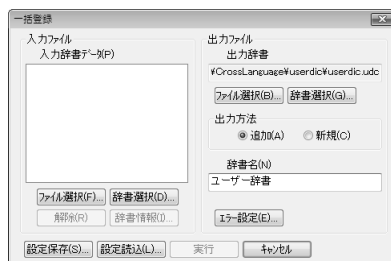 一括登録
入力ファイル
入力辞書データ(P)
ファイル選択(F)...
辞書選択(D)...
解除(R)
辞書情報(I)...
出力ファイル
出力辞書
¥CrossLanguage¥userdic¥userdic.udc
ファイル選択(B)...
辞書選択(G)...
出力方法
追加(A)
新規(C)
辞書名(N)
ユーザー辞書
エラー設定(E)...
設定保存(S)...
設定読込(L)...
実行
キャンセル